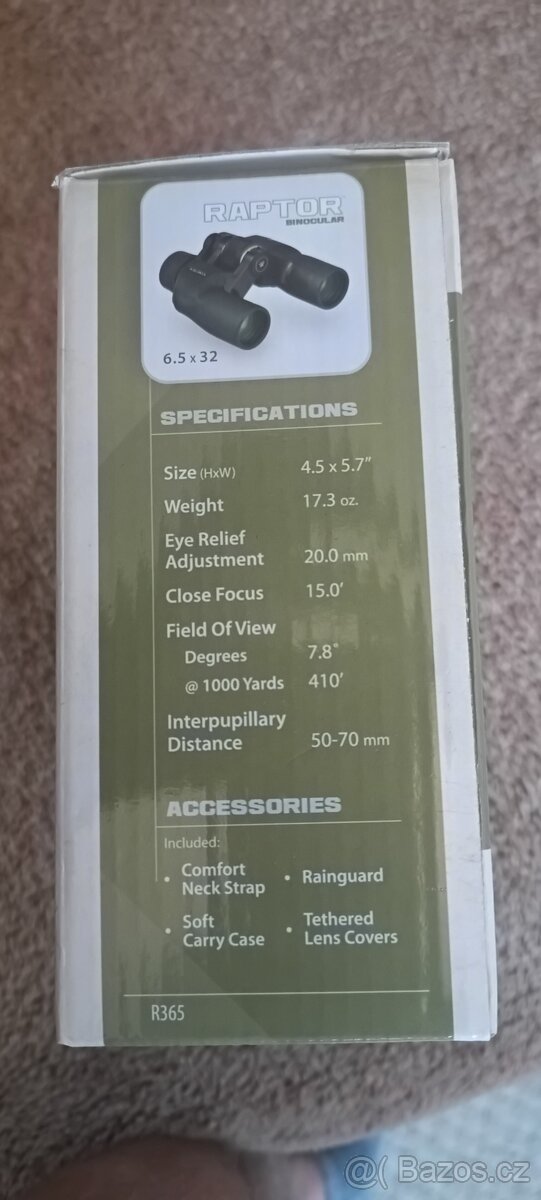 RAPTOR
BINOCULAR
6.5 x 32
SPECIFICATIONS
Size (HxW) 4.5 x 5.7"
Weight 17.3 oz.
Eye Relief
Adjustment 20.0 mm
Close Focus 15.0'
Field Of View
Degrees 7.8°
@ 1000 Yards 410'
Interpupillary
Distance 50-70 mm
ACCESSORIES
Included:
• Comfort
Neck Strap
• Rainguard
• Soft
Carry Case
• Tethered
Lens Covers
R365
@( Bazos.cz